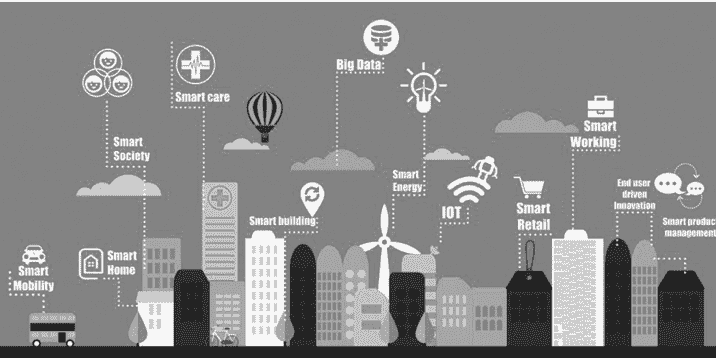 Big Data
Smart care
Smart
Society
Smart
Working
Smart
Energy
End user
driven
Innovation
IOT
Smart
Retail
Smart building
Smart product
management
Smart
Home
Smart
Mobility